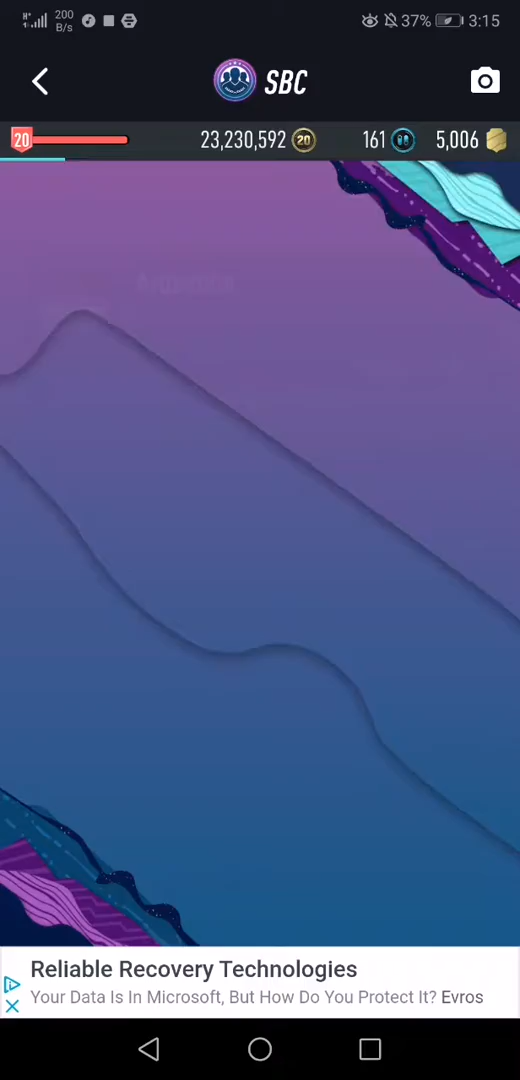 200
B/s
37%
3:15
SBC
20
23,230,592
20
161
5,006
Reliable Recovery Technologies
Your Data Is In Microsoft, But How Do You Protect It? Evros